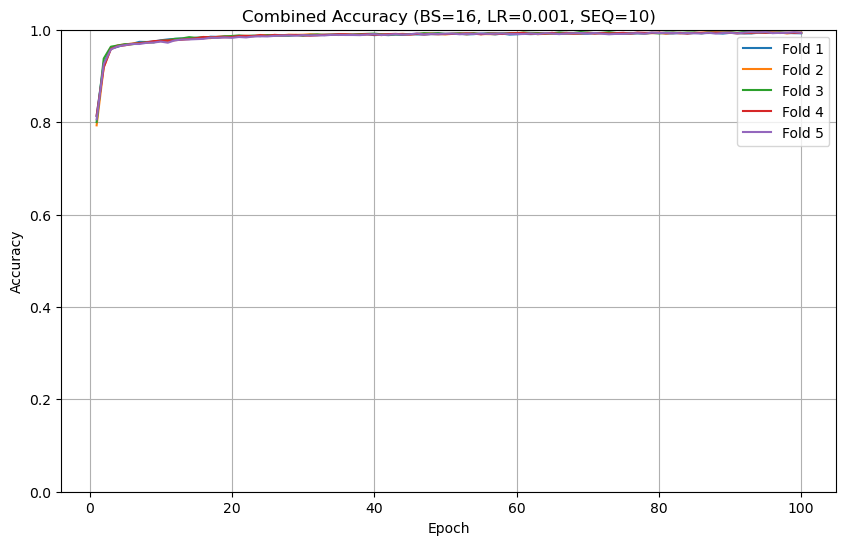 Combined Accuracy (BS=16, LR=0.001, SEQ=10)
1.0
0.8
0.6
0.4
0.2
0.0
Accuracy
Fold 1
Fold 2
Fold 3
Fold 4
Fold 5
0 20 40 60 80 100
Epoch